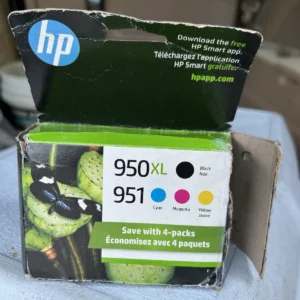 hp
Download the free
HP Smart app.
Téléchargez l'application
HP Smart gratuite.
hpapp.com
950XL
Black
Noir
951
Cyan
Magenta
Yellow
Jaune
Save with 4-packs
Économisez avec 4 paquets